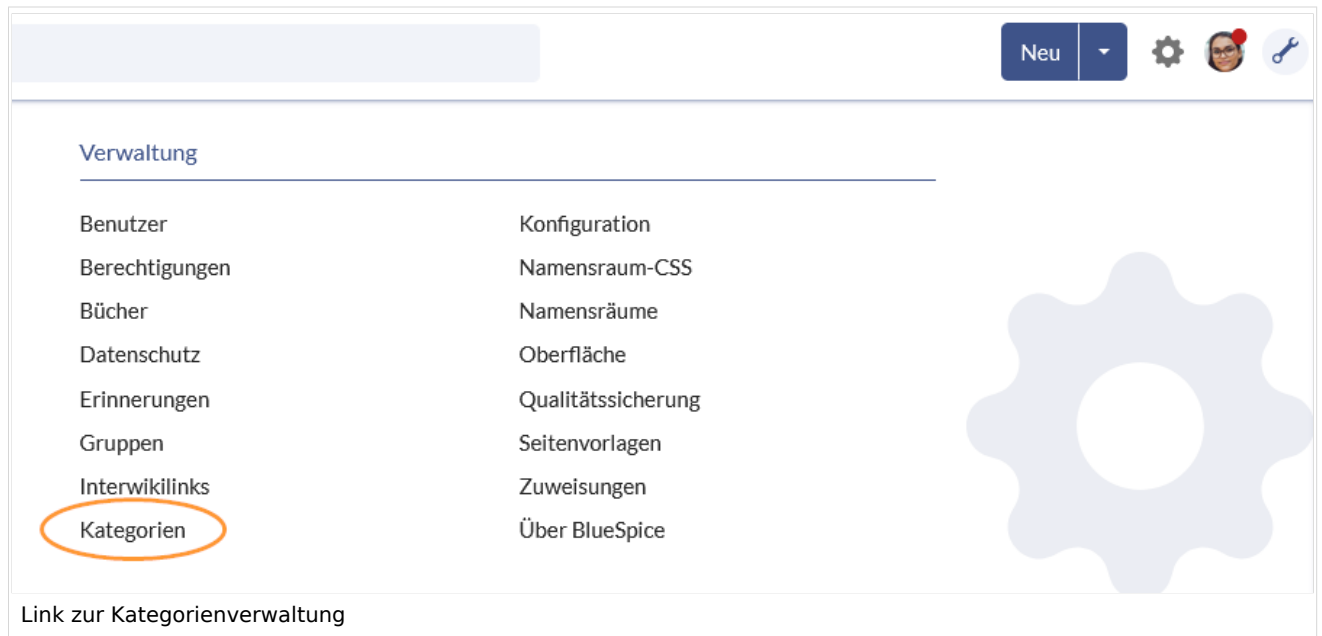 Neu
Verwaltung
Benutzer
Berechtigungen
Bücher
Datenschutz
Erinnerungen
Gruppen
Interwikilinks
Kategorien
Konfiguration
Namensraum-CSS
Namensräume
Oberfläche
Qualitätssicherung
Seitenvorlagen
Zuweisungen
Über BlueSpice
Link zur Kategorienverwaltung